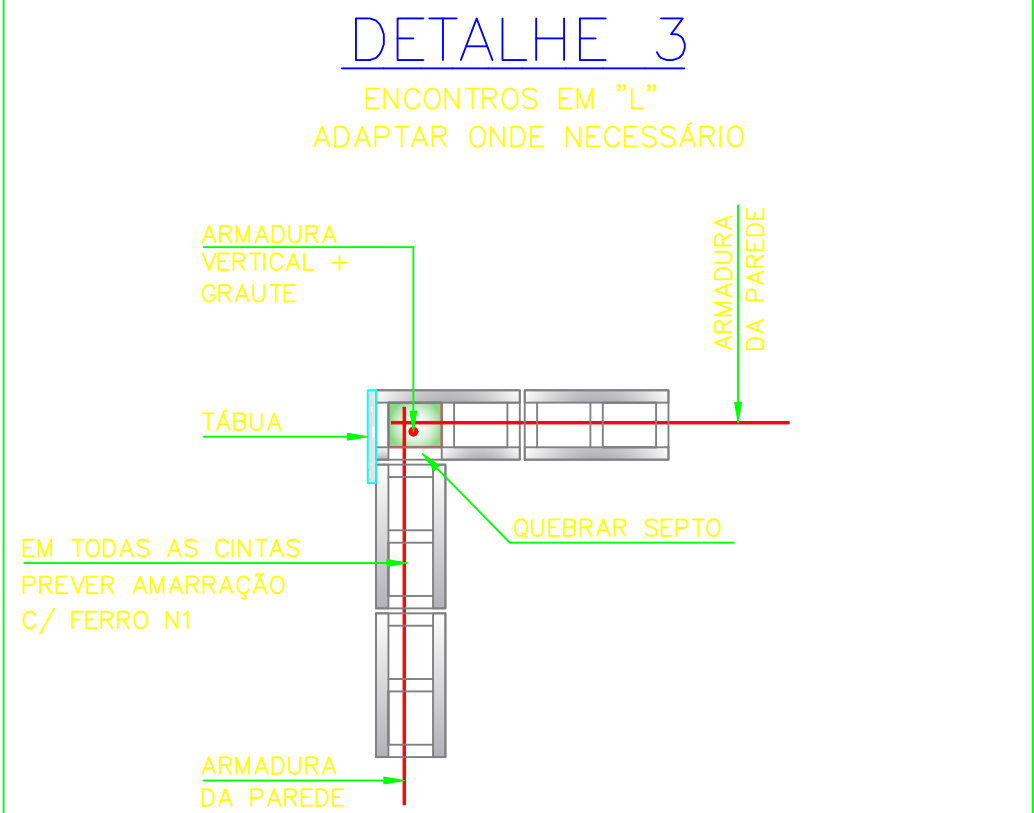 DETALHE 3
ENCONTROS EM "L"
ADAPTAR ONDE NECESSÁRIO
ARMADURA
VERTICAL +
GRAUTE
ARMADURA
DA PAREDE
TÁBUA
QUEBRAR SEPTO
EM TODAS AS CINTAS
PREVER AMARRAÇÃO
C/ FERRO N1
ARMADURA
DA PAREDE